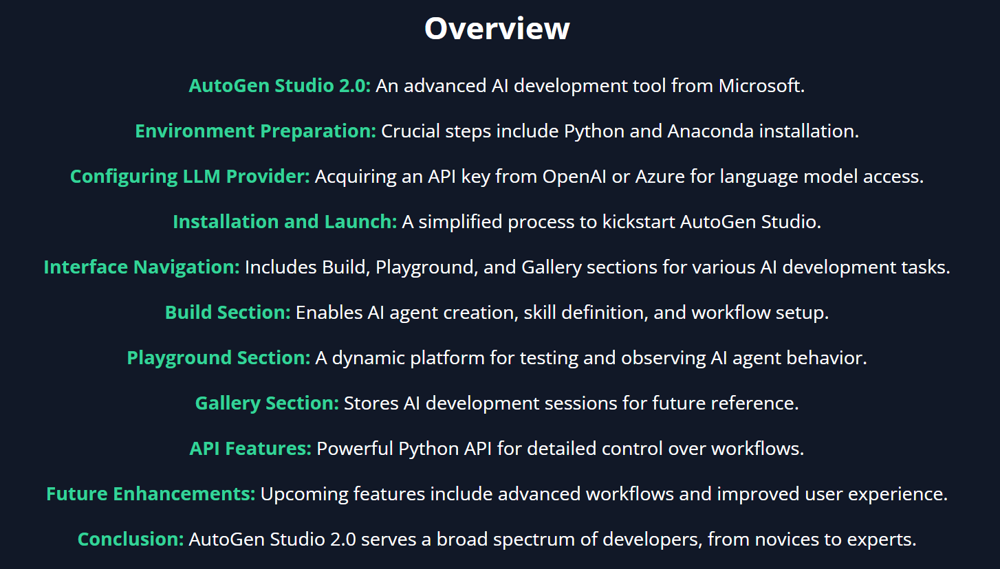 Overview
AutoGen Studio 2.0: An advanced AI development tool from Microsoft.
Environment Preparation: Crucial steps include Python and Anaconda installation.
Configuring LLM Provider: Acquiring an API key from OpenAI or Azure for language model access.
Installation and Launch: A simplified process to kickstart AutoGen Studio.
Interface Navigation: Includes Build, Playground, and Gallery sections for various AI development tasks.
Build Section: Enables AI agent creation, skill definition, and workflow setup.
Playground Section: A dynamic platform for testing and observing AI agent behavior.
Gallery Section: Stores AI development sessions for future reference.
API Features: Powerful Python API for detailed control over workflows.
Future Enhancements: Upcoming features include advanced workflows and improved user experience.
Conclusion: AutoGen Studio 2.0 serves a broad spectrum of developers, from novices to experts.